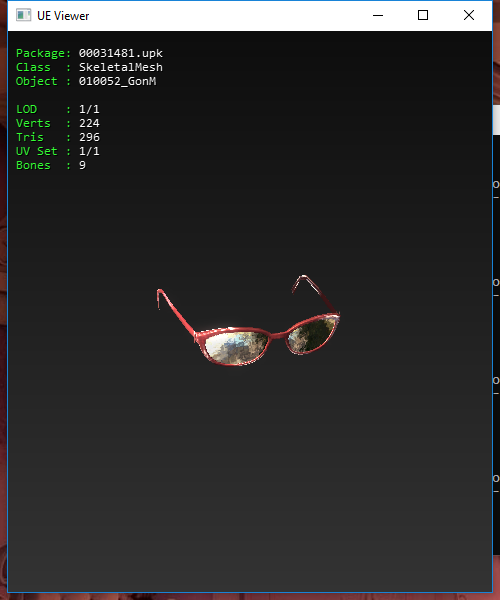 UE Viewer
Package: 00031481.upk
Class  : SkeletalMesh
Object : 010052_GonM
LOD    : 1/1
Verts  : 224
Tris   : 296
UV Set : 1/1
Bones  : 9